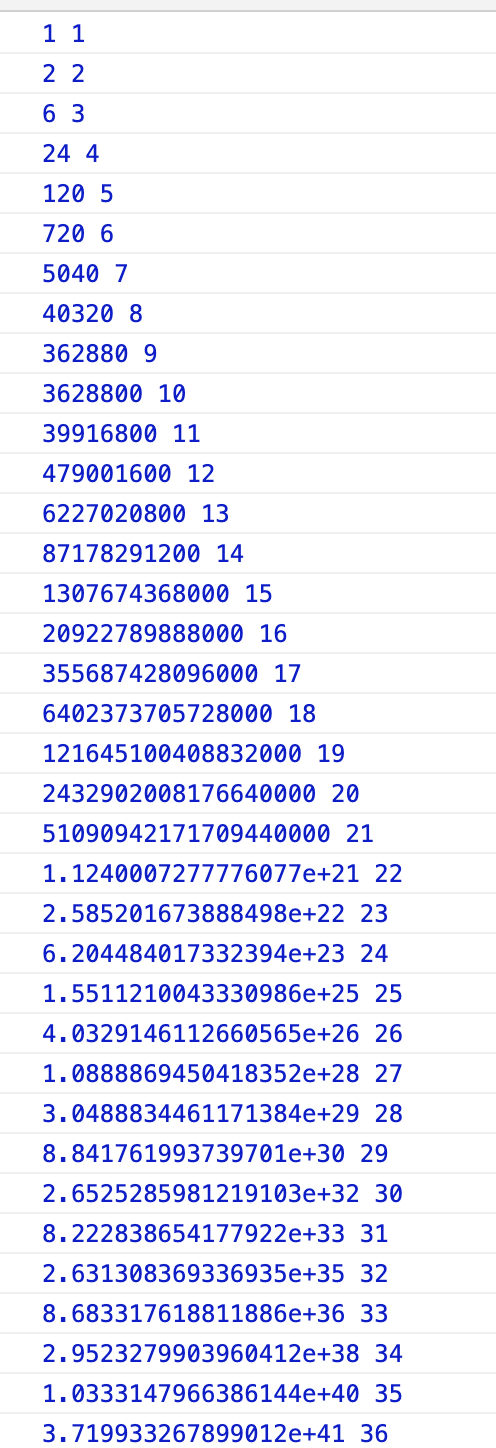 1 1
2 2
6 3
24 4
120 5
720 6
5040 7
40320 8
362880 9
3628800 10
39916800 11
479001600 12
6227020800 13
87178291200 14
1307674368000 15
20922789888000 16
355687428096000 17
6402373705728000 18
121645100408832000 19
2432902008176640000 20
51090942171709440000 21
1.1240007277776077e+21 22
2.585201673888498e+22 23
6.204484017332394e+23 24
1.5511210043330986e+25 25
4.0329146112660565e+26 26
1.0888869450418352e+28 27
3.0488834461171384e+29 28
8.841761993739701e+30 29
2.6525285981219103e+32 30
8.222838654177922e+33 31
2.631308369336935e+35 32
8.683317618811886e+36 33
2.9523279903960412e+38 34
1.0333147966386144e+40 35
3.719933267899012e+41 36